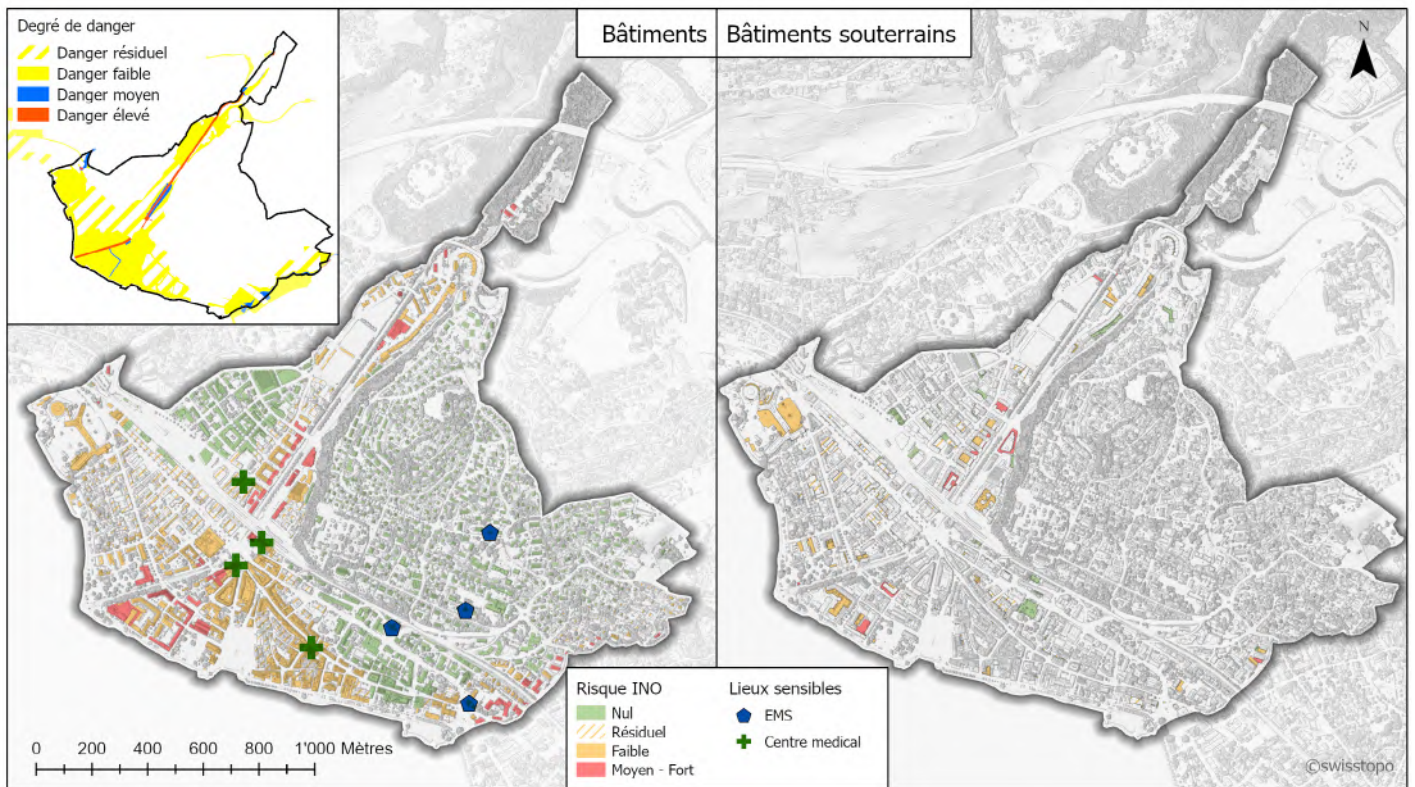 Degré de danger
Danger résiduel
Danger faible
Danger moyen
Danger élevé
Bâtiments
Bâtiments souterrains
N
Risque INO
Nul
Résiduel
Faible
Moyen - Fort
Lieux sensibles
EMS
Centre medical
0 200 400 600 800 1'000 Mètres
©swisstopo